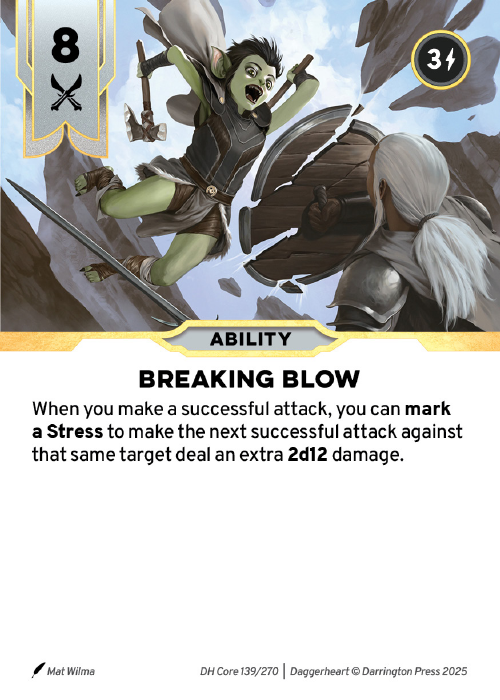 8
3
ABILITY
BREAKING BLOW
When you make a successful attack, you can mark
a Stress to make the next successful attack against
that same target deal an extra 2d12 damage.
Mat Wilma
DH Core 139/270 | Daggerheart © Darrington Press 2025